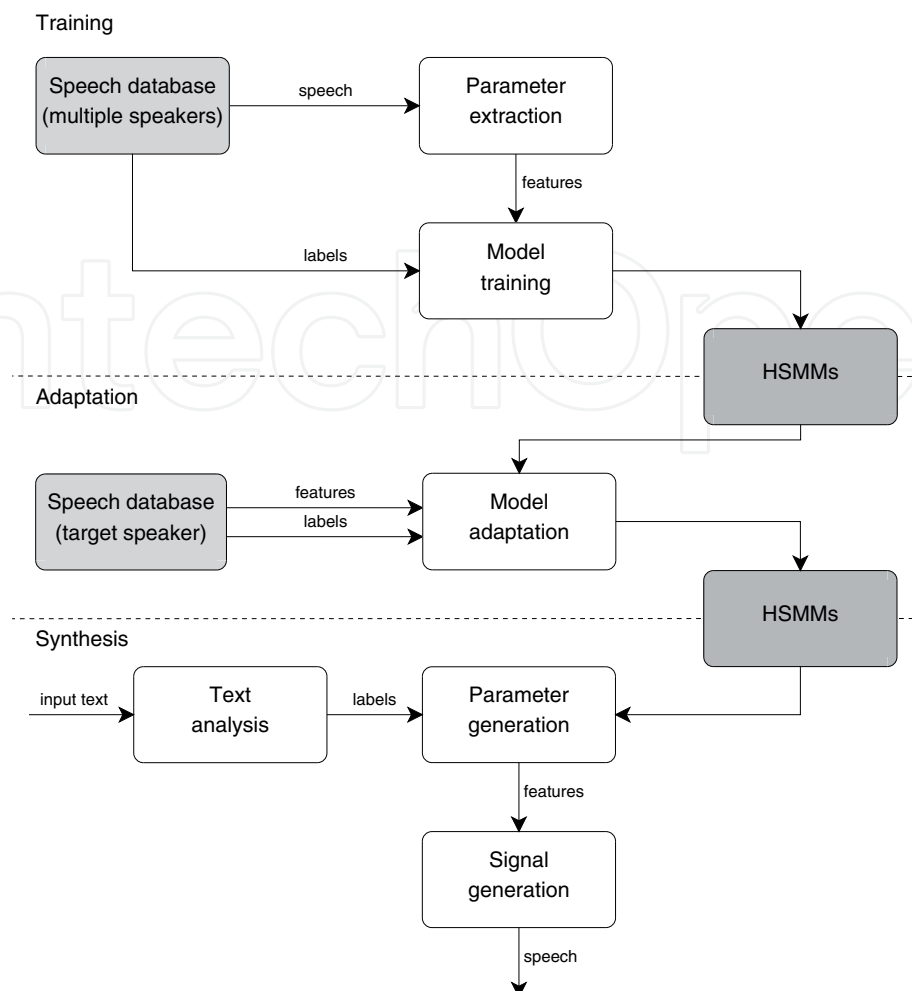 Training
Speech database
(multiple speakers)
speech
Parameter
extraction
features
labels
Model
training
HSMMs
Adaptation
Speech database
(target speaker)
features
labels
Model
adaptation
HSMMs
Synthesis
input text
Text
analysis
labels
Parameter
generation
features
Signal
generation
speech
ntechOpe